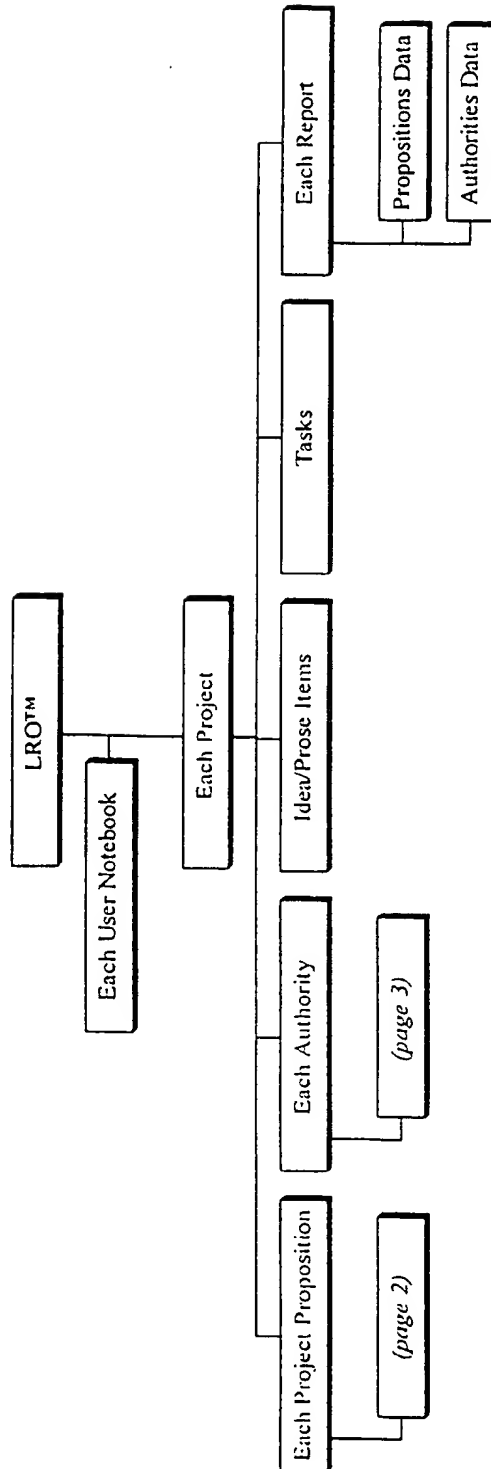 LRO™
Each User Notebook
Each Project
Each Project Proposition
Each Authority
Idea/Prose Items
Tasks
Each Report
(page 2)
(page 3)
Propositions Data
Authorities Data